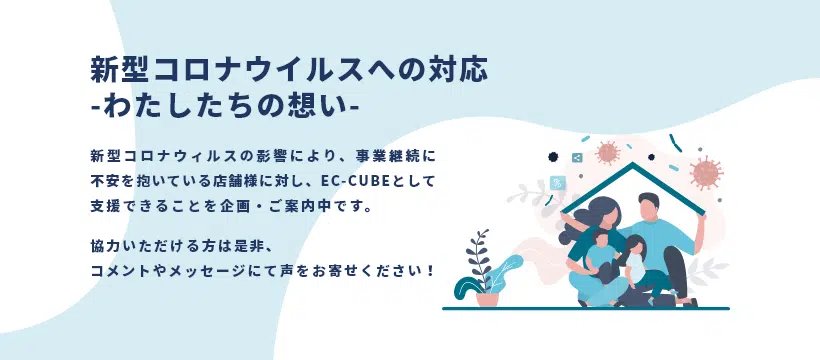 新型コロナウイルスへの対応
-わたしたちの想い-
新型コロナウィルスの影響により、事業継続に
不安を抱いている店舗様に対し、EC-CUBEとして
支援できることを企画・ご案内中です。
協力いただける方は是非、
コメントやメッセージにて声をお寄せください！